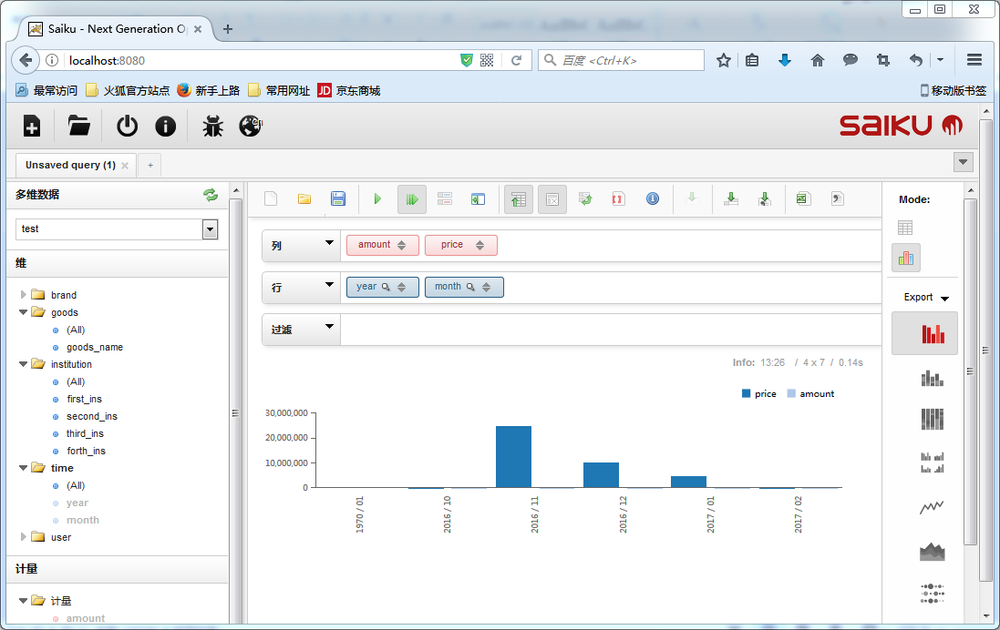 Saiku - Next Generation O
localhost:8080
百度 <Ctrl+K>
最常访问 火狐官方站点 新手上路 常用网址 JD 京东商城 移动版书签
cn
saiku
Unsaved query (1) +
多维数据
test
维
brand
goods
(All)
goods_name
institution
(All)
first_ins
second_ins
third_ins
forth_ins
time
(All)
year
month
user
计量
计量
amount
列 amount price
行 year month
过滤
Info: 13:26 / 4 x 7 / 0.14s
price amount
30,000,000
20,000,000
10,000,000
0
1970 / 01
2016 / 10
2016 / 11
2016 / 12
2017 / 01
2017 / 02
Mode:
Export